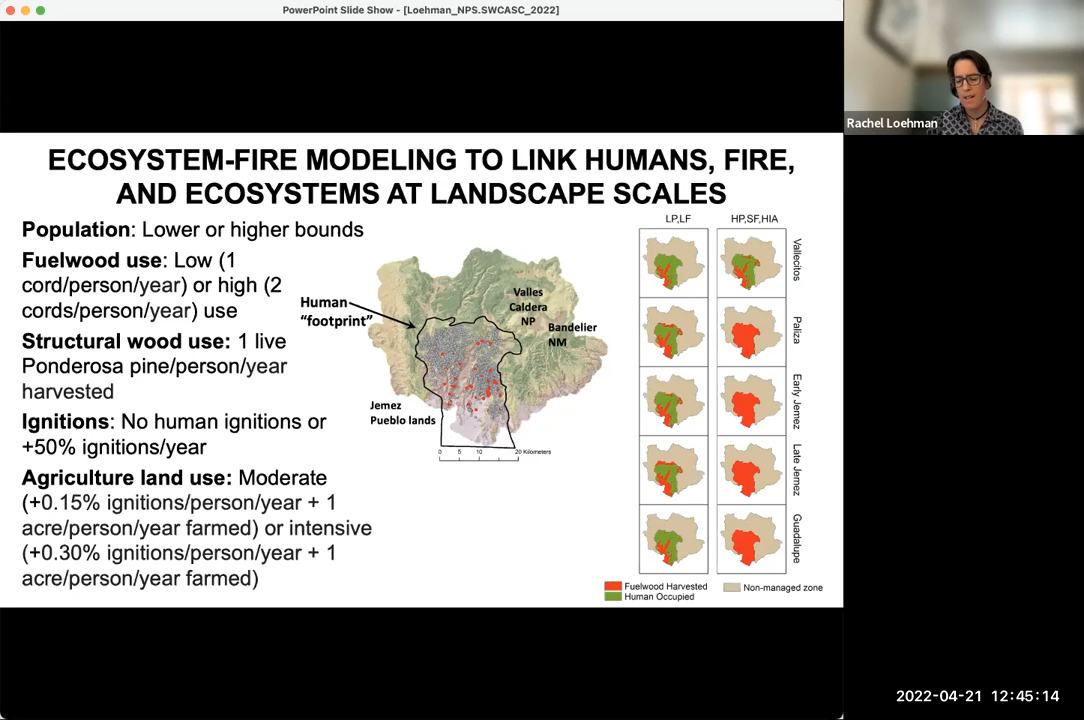 PowerPoint Slide Show - [Loehman_NPS.SWCASC_2022]
Rachel Loehman
ECOSYSTEM-FIRE MODELING TO LINK HUMANS, FIRE,
AND ECOSYSTEMS AT LANDSCAPE SCALES
Population: Lower or higher bounds
Fuelwood use: Low (1
cord/person/year) or high (2
cords/person/year) use
Structural wood use: 1 live
Ponderosa pine/person/year
harvested
Ignitions: No human ignitions or
+50% ignitions/year
Agriculture land use: Moderate
(+0.15% ignitions/person/year + 1
acre/person/year farmed) or intensive
(+0.30% ignitions/person/year + 1
acre/person/year farmed)
Human
“footprint”
Valles
Caldera
NP
Bandelier
NM
Jemez
Pueblo lands
0 5 10 20 Kilometers
LP,LF HP,SF,HIA
Vallecitos
Paliza
Early Jemez
Late Jemez
Guadalupe
Fuelwood Harvested
Human Occupied
Non-managed zone
2022-04-21 12:45:14